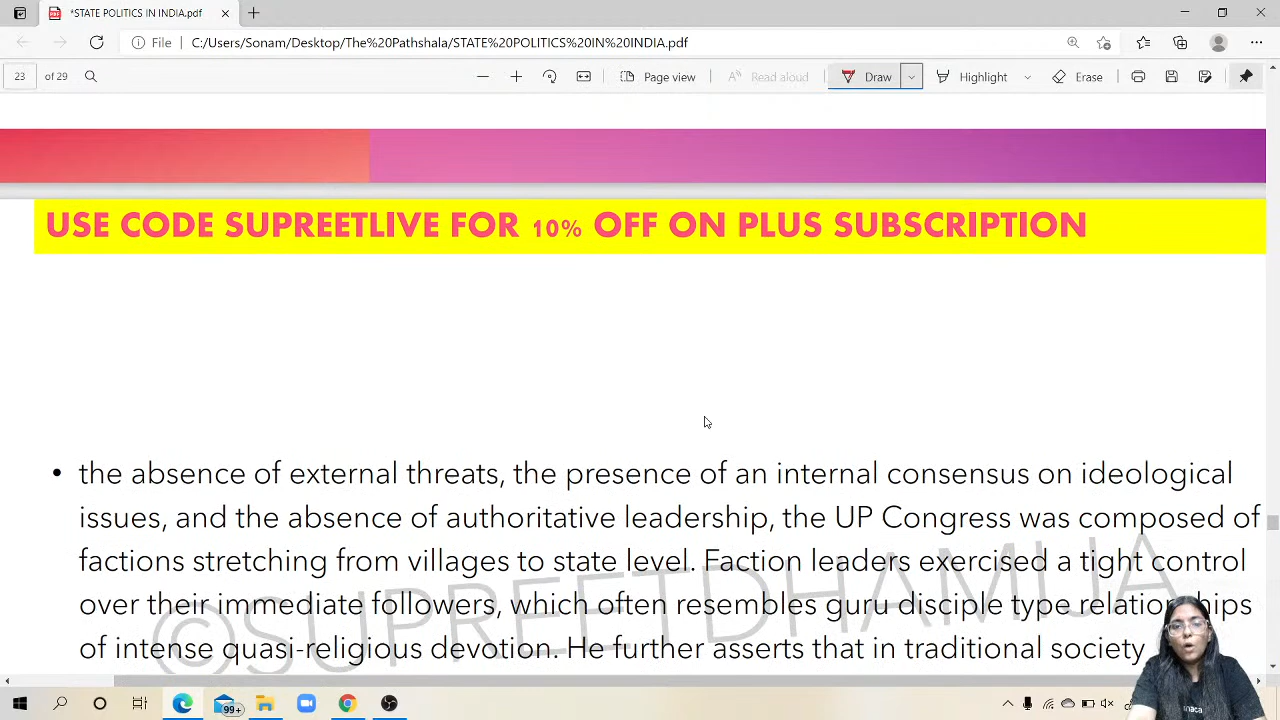 *STATE POLITICS IN INDIA.pdf
File C:/Users/Sonam/Desktop/The%20Pathshala/STATE%20POLITICS%20IN%20INDIA.pdf
23 of 29 Page view Read aloud Draw Highlight Erase
USE CODE SUPREETLIVE FOR 10% OFF ON PLUS SUBSCRIPTION
• the absence of external threats, the presence of an internal consensus on ideological
issues, and the absence of authoritative leadership, the UP Congress was composed of
factions stretching from villages to state level. Faction leaders exercised a tight control
over their immediate followers, which often resembles guru disciple type relationships
of intense quasi-religious devotion. He further asserts that in traditional society
©SUPREETDHAMIJA
99+